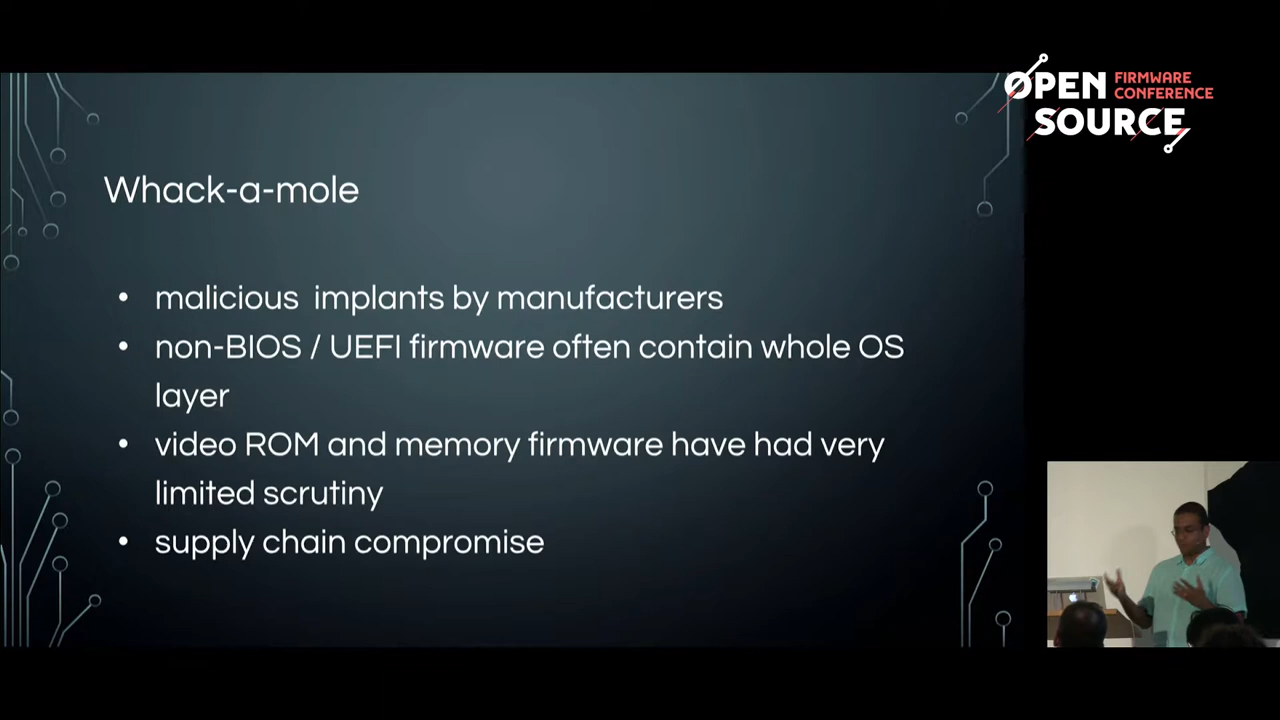 OPEN FIRMWARE
CONFERENCE
SOURCE
Whack-a-mole
• malicious  implants by manufacturers
• non-BIOS / UEFI firmware often contain whole OS
layer
• video ROM and memory firmware have had very
limited scrutiny
• supply chain compromise